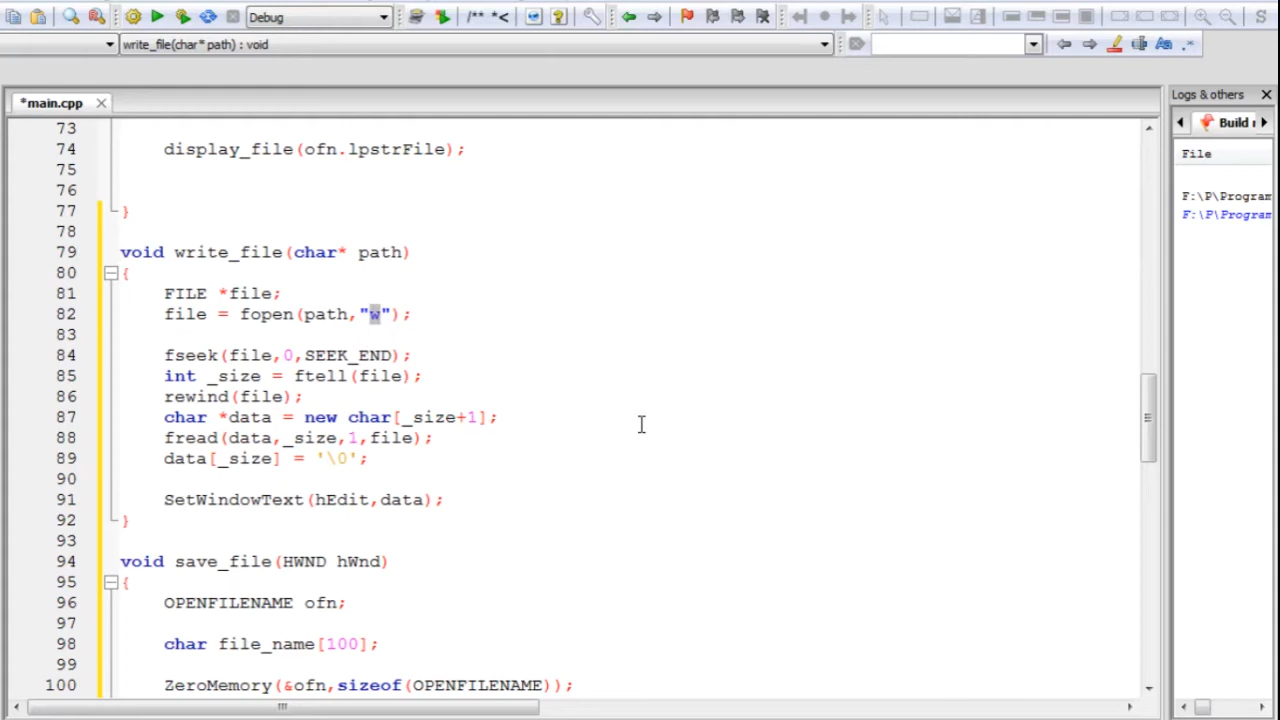 Debug
/** *<
S
write_file(char* path) : void
Aa .*
*main.cpp
Logs & others
73
74 display_file(ofn.lpstrFile);
75
76
77 }
78
79 void write_file(char* path)
80 {
81 FILE *file;
82 file = fopen(path,"w");
83
84 fseek(file,0,SEEK_END);
85 int _size = ftell(file);
86 rewind(file);
87 char *data = new char[_size+1];
88 fread(data,_size,1,file);
89 data[_size] = '\0';
90
91 SetWindowText(hEdit,data);
92 }
93
94 void save_file(HWND hWnd)
95 {
96 OPENFILENAME ofn;
97
98 char file_name[100];
99
100 ZeroMemory(&ofn,sizeof(OPENFILENAME));
Build
File
F:\P\Program
F:\P\Program